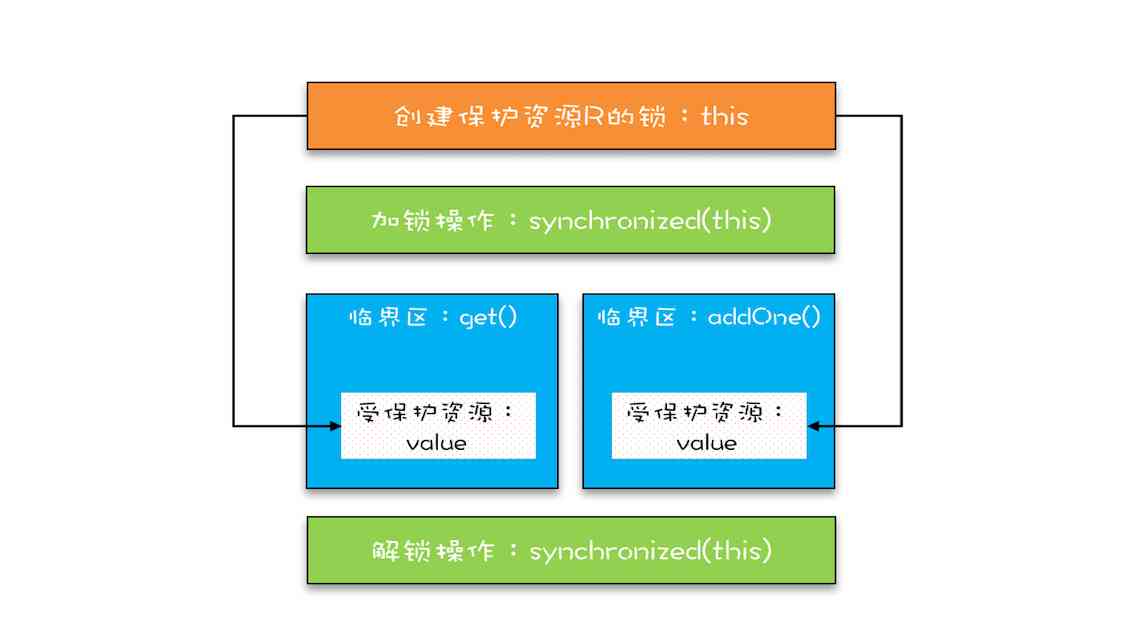 创建保护资源R的锁：this
加锁操作：synchronized(this)
临界区：get()
受保护资源：
value
临界区：addOne()
受保护资源：
value
解锁操作：synchronized(this)